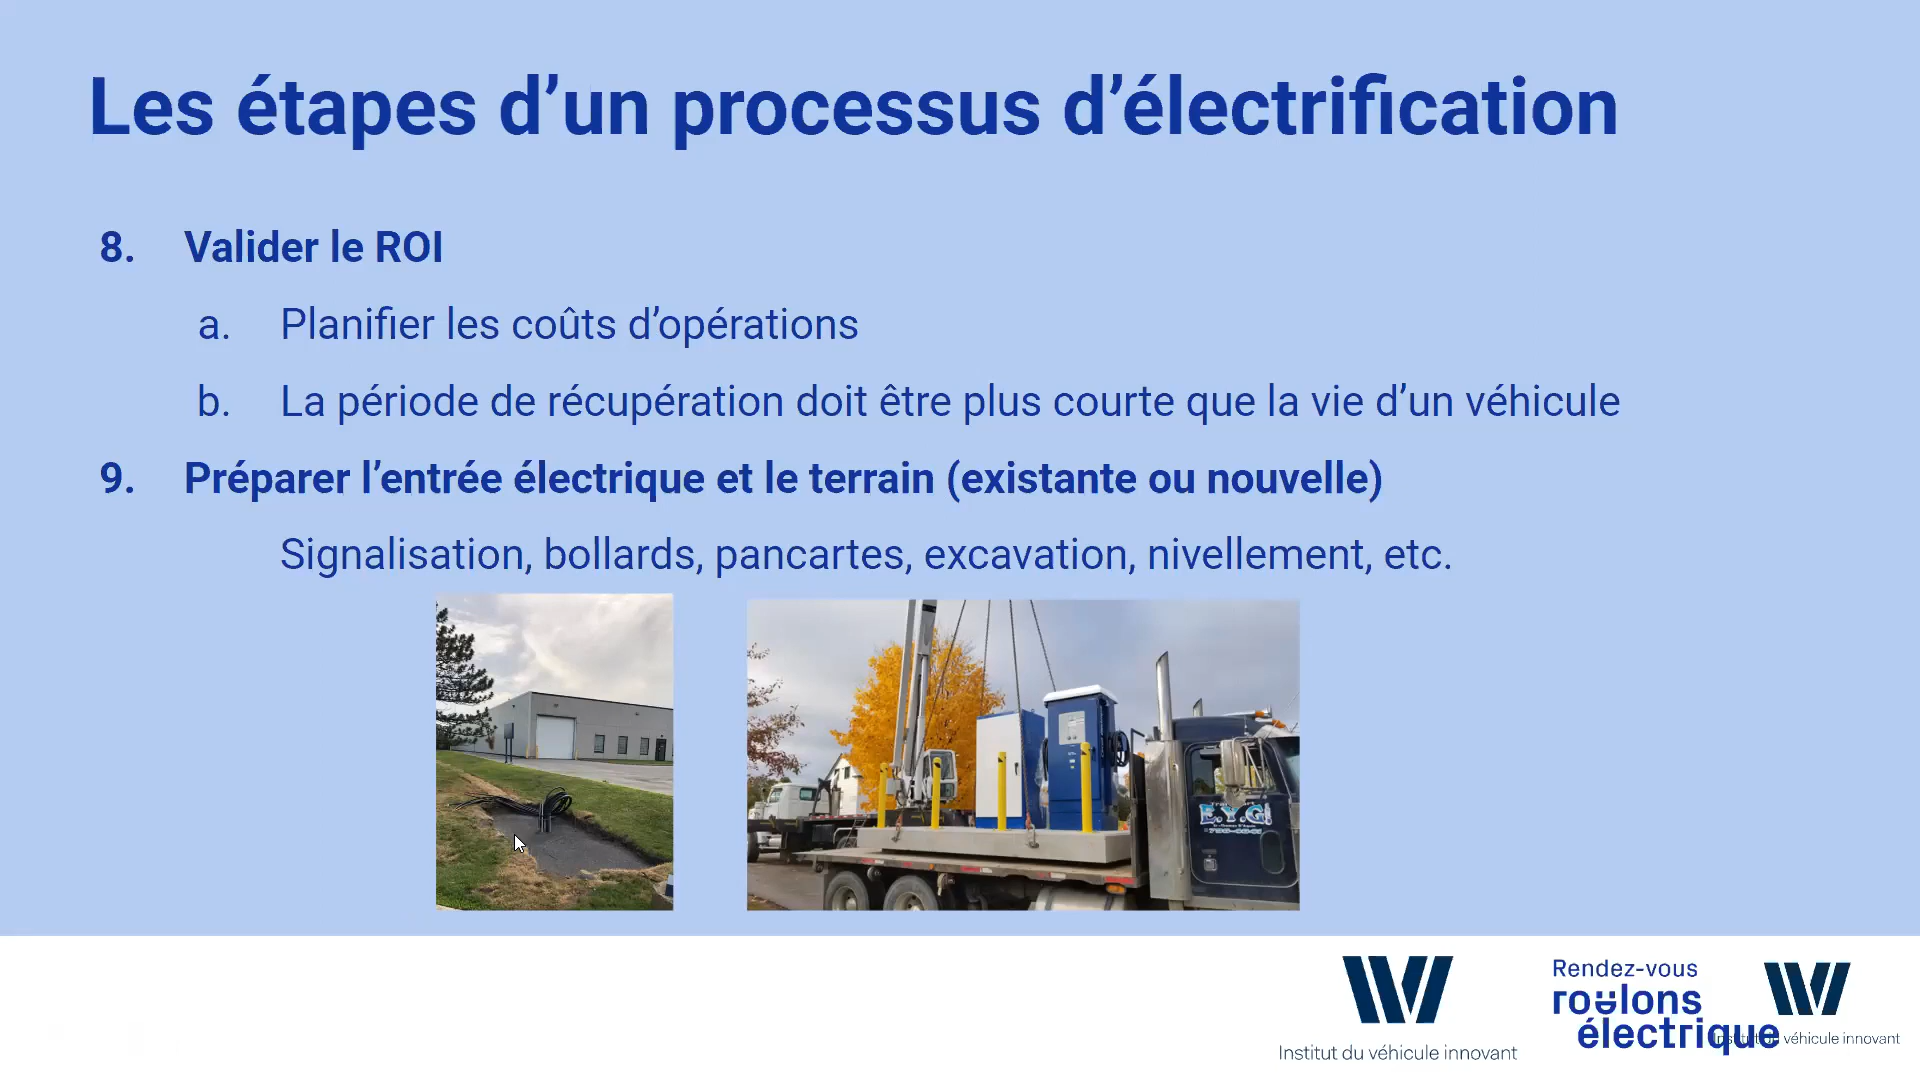 Les étapes d’un processus d’électrification
8. Valider le ROI
a. Planifier les coûts d’opérations
b. La période de récupération doit être plus courte que la vie d’un véhicule
9. Préparer l’entrée électrique et le terrain (existante ou nouvelle)
Signalisation, bollards, pancartes, excavation, nivellement, etc.
E.Y.G!
Institut du véhicule innovant
Rendez-vous
roulons
électrique
véhicule innovant